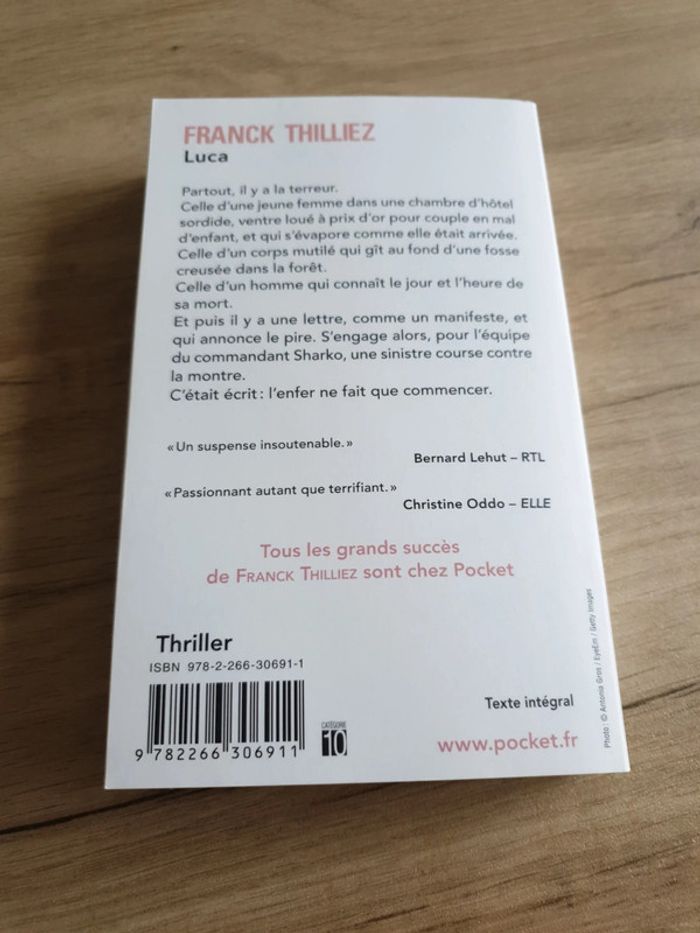 FRANCK THILLIEZ
Luca
Partout, il y a la terreur.
Celle d'une jeune femme dans une chambre d'hôtel
sordide, ventre loué à prix d'or pour couple en mal
d'enfant, et qui s'évapore comme elle était arrivée.
Celle d'un corps mutilé qui gît au fond d'une fosse
creusée dans la forêt.
Celle d'un homme qui connaît le jour et l'heure de
sa mort.
Et puis il y a une lettre, comme un manifeste, et
qui annonce le pire. S'engage alors, pour l'équipe
du commandant Sharko, une sinistre course contre
la montre.
C'était écrit : l'enfer ne fait que commencer.
« Un suspense insoutenable. »
Bernard Lehut – RTL
« Passionnant autant que terrifiant. »
Christine Oddo – ELLE
Tous les grands succès
de FRANCK THILLIEZ sont chez Pocket
Thriller
ISBN 978-2-266-30691-1
9 782266 306911
CATÉGORIE
10
Texte intégral
www.pocket.fr
Photo : © Antonia Gros / EyeEm / Getty Images